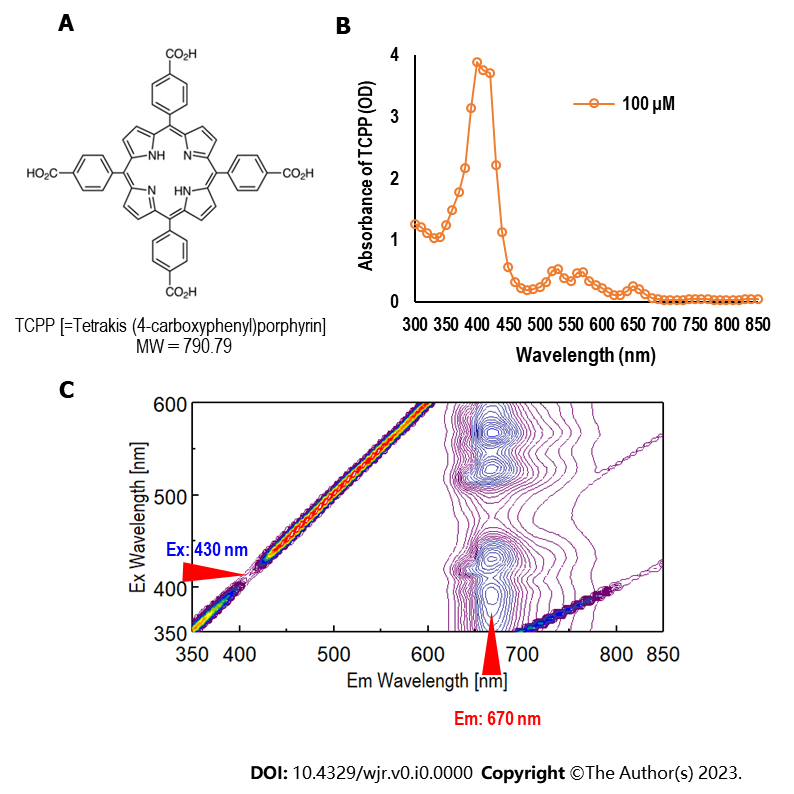 A
CO₂H
HO₂C
NH
N
N
HN
CO₂H
CO₂H
TCPP [=Tetrakis (4-carboxyphenyl)porphyrin]
MW = 790.79
B
Absorbance of TCPP (OD)
4
3
2
1
0
100 µM
300 350 400 450 500 550 600 650 700 750 800 850
Wavelength (nm)
C
Ex Wavelength [nm]
600
500
400
350
Ex: 430 nm
350 400 500 600 700 800 850
Em Wavelength [nm]
Em: 670 nm
DOI: 10.4329/wjr.v0.i0.0000 Copyright ©The Author(s) 2023.